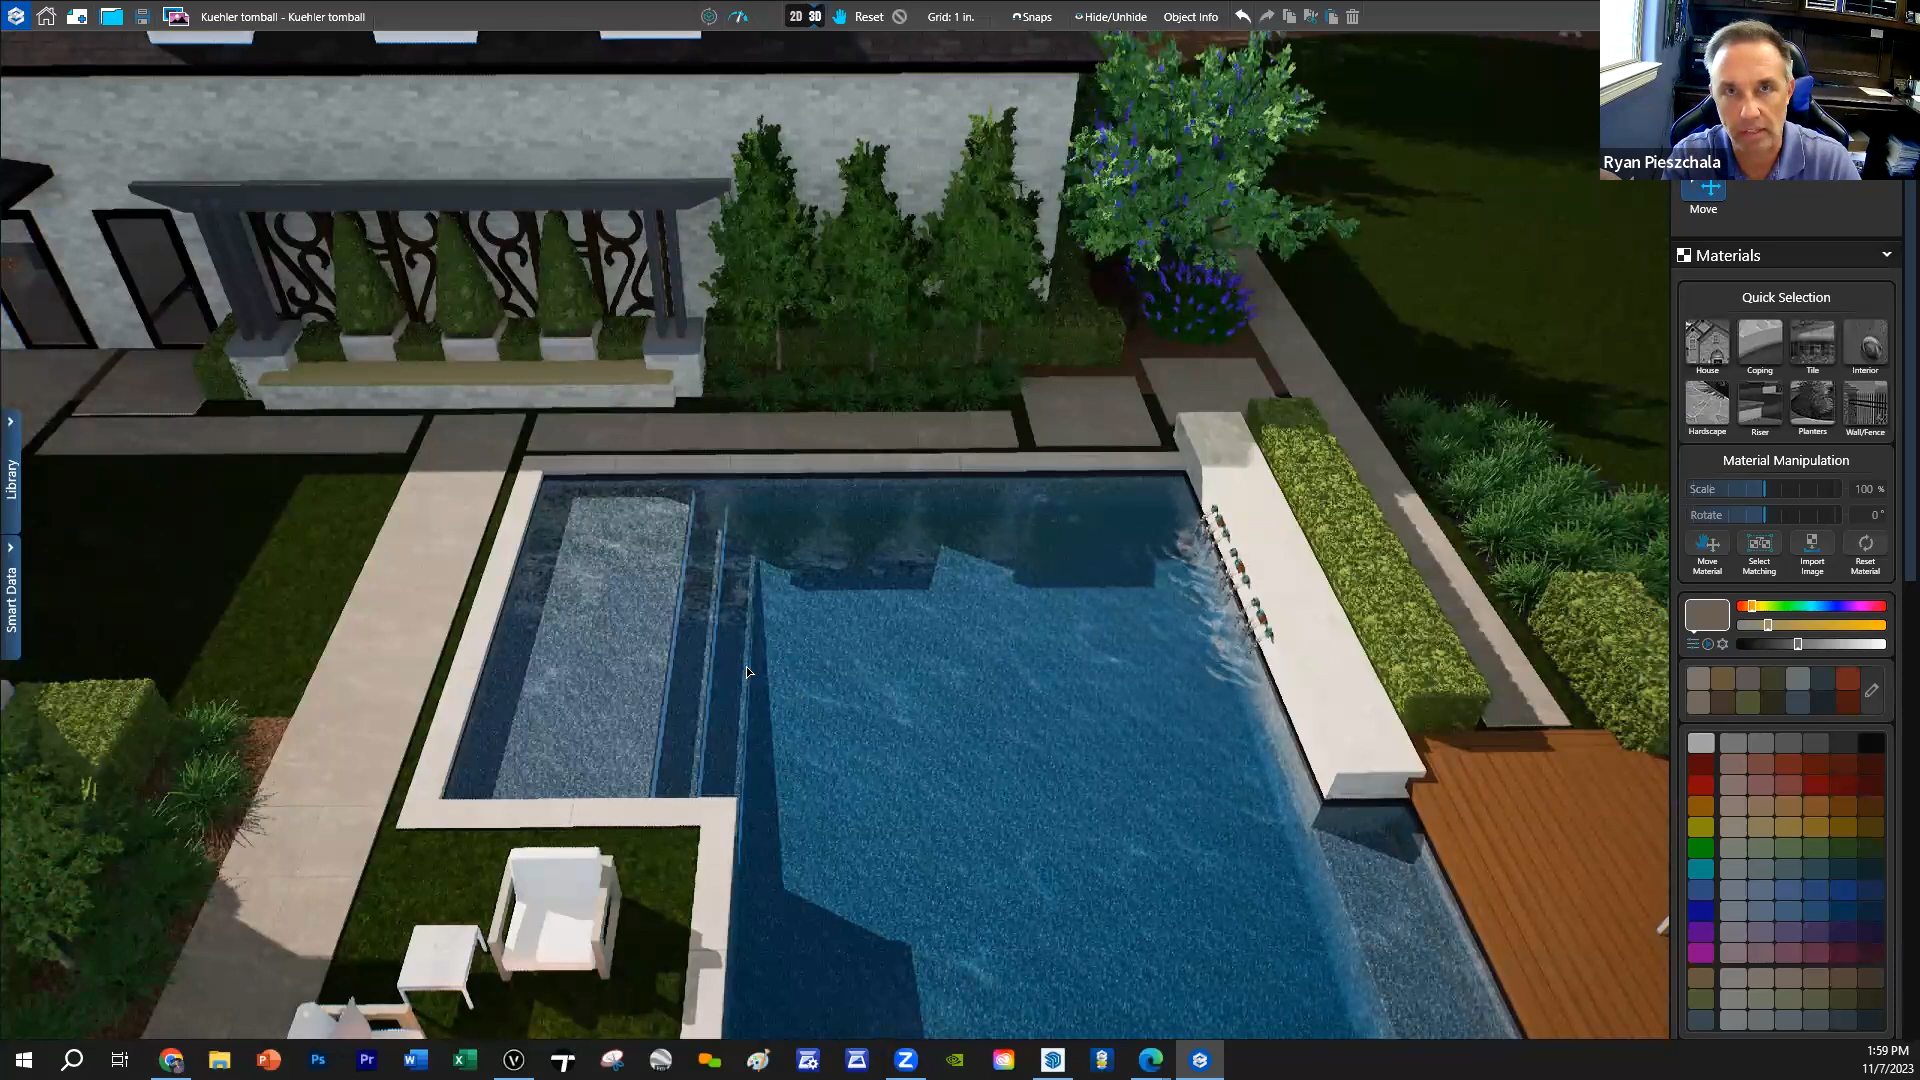 Kuehler tomball - Kuehler tomball
2D 3D Reset Grid: 1 in. Snaps Hide/Unhide Object Info
Ryan Pieszchala
Move
Materials
Quick Selection
House Coping Tile Interior
Hardscape Riser Planters Wall/Fence
Material Manipulation
Scale 100 %
Rotate 0°
Move Material Select Matching Import Image Reset Material
Library
Smart Data
1:59 PM
11/7/2023